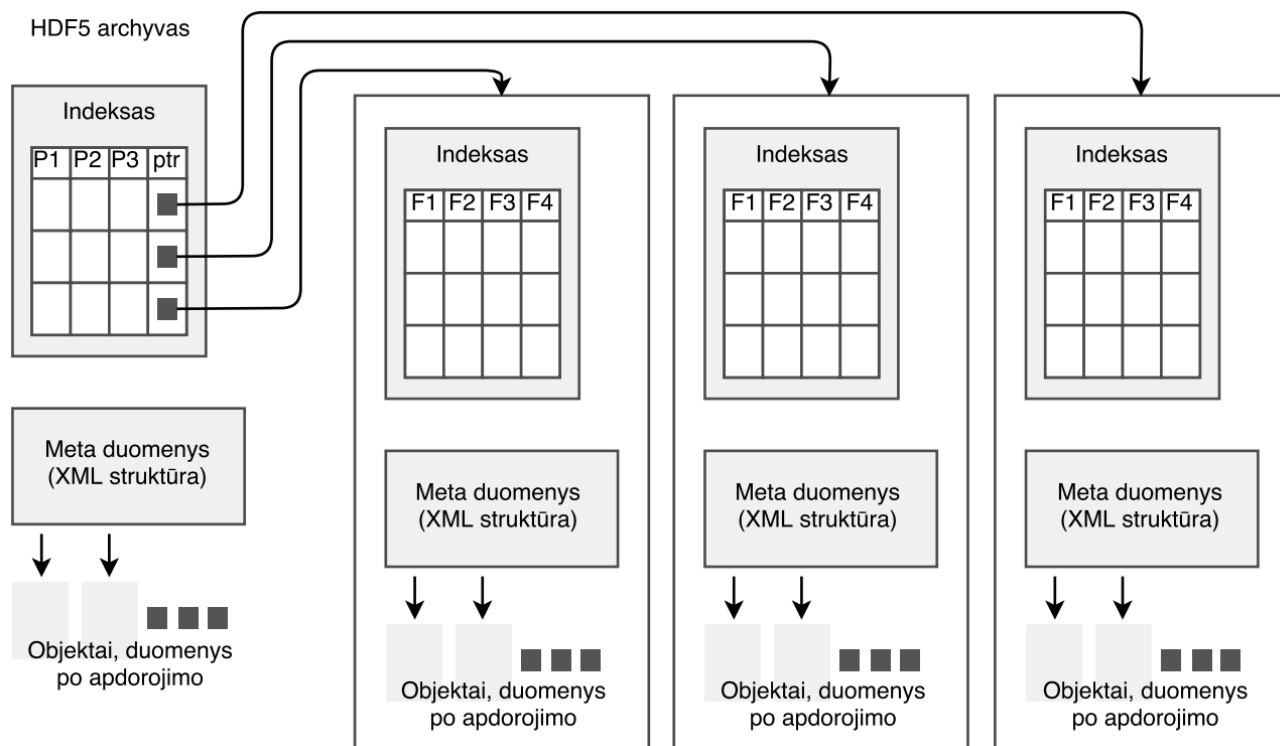 HDF5 archyvas
Indeksas
P1 P2 P3 ptr
Meta duomenys
(XML struktūra)
Objektai, duomenys
po apdorojimo
Indeksas
F1 F2 F3 F4
Meta duomenys
(XML struktūra)
Objektai, duomenys
po apdorojimo
Indeksas
F1 F2 F3 F4
Meta duomenys
(XML struktūra)
Objektai, duomenys
po apdorojimo
Indeksas
F1 F2 F3 F4
Meta duomenys
(XML struktūra)
Objektai, duomenys
po apdorojimo